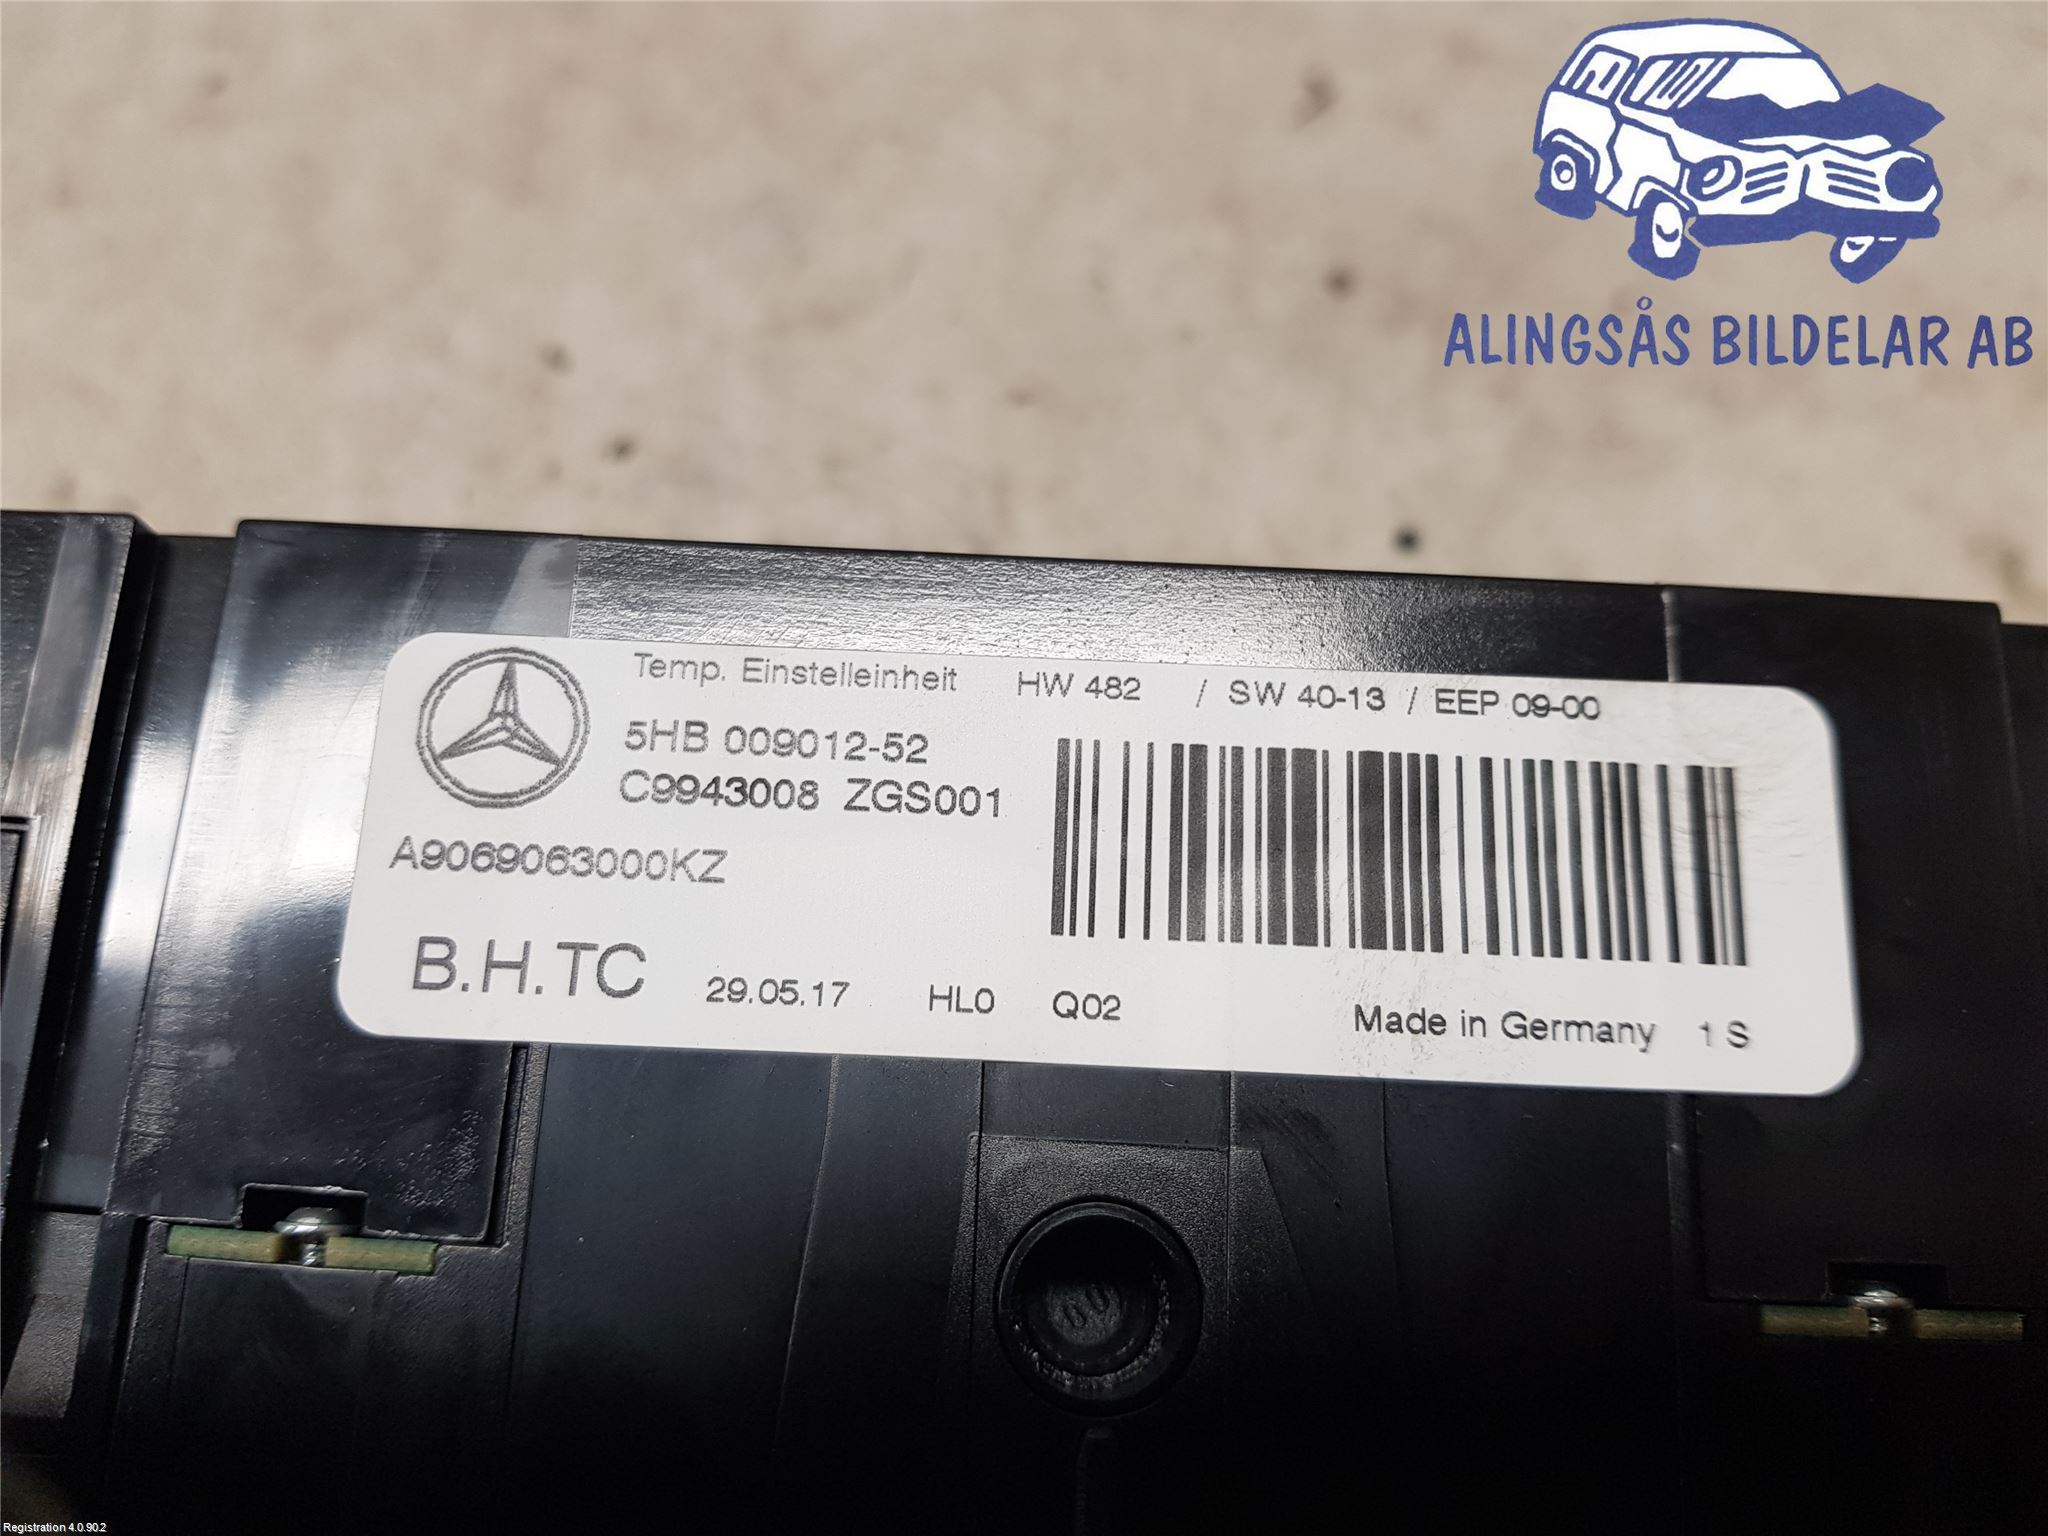 ALINGSÅS BILDELAR AB
Temp. Einstelleinheit HW 482 / SW 40-13 / EEP 09-00
5HB 009012-52
C9943008 ZGS001
A9069063000KZ
B.H.TC 29.05.17 HL0 Q02 Made in Germany 1 S
Registration 4.0.90.2